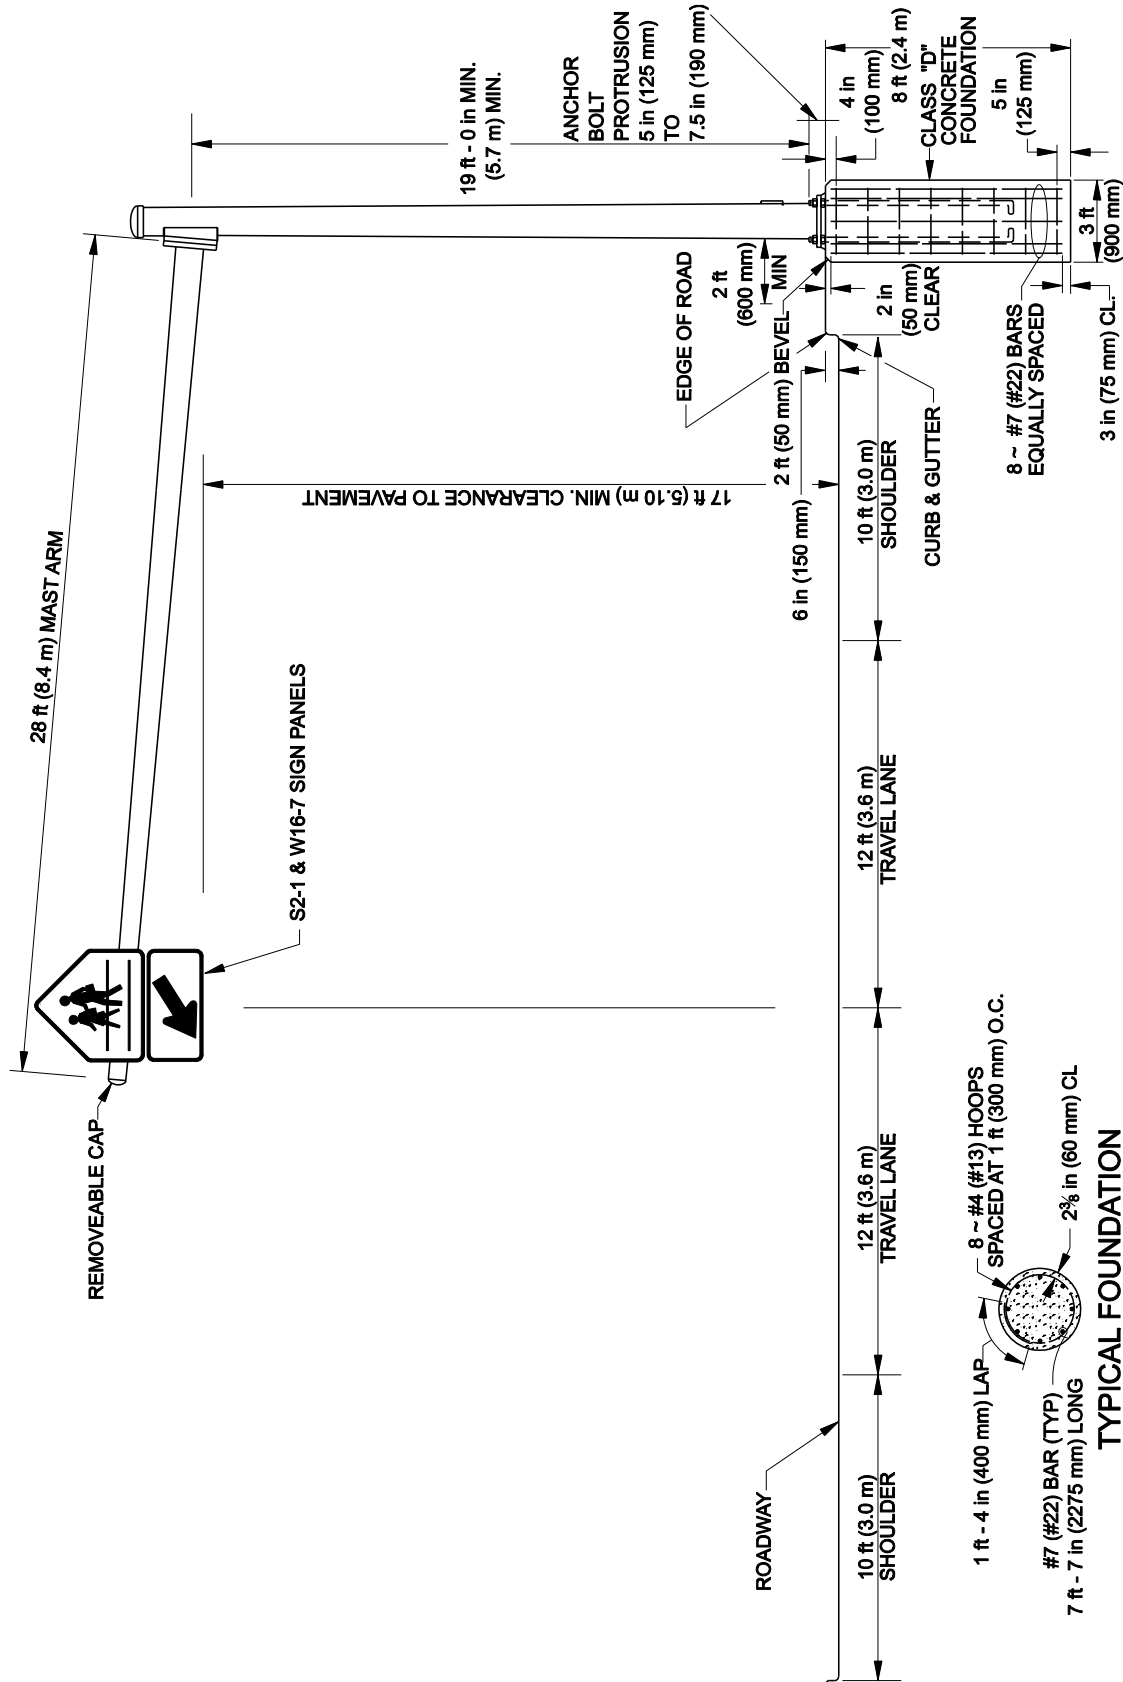 28 ft (8.4 m) MAST ARM
REMOVEABLE CAP
S2-1 & W16-7 SIGN PANELS
17 ft (5.10 m) MIN. CLEARANCE TO PAVEMENT
19 ft - 0 in MIN.
(5.7 m) MIN.
ANCHOR
BOLT
PROTRUSION
5 in (125 mm)
TO
7.5 in (190 mm)
EDGE OF ROAD
2 ft
(600 mm)
MIN
2 ft (50 mm) BEVEL
6 in (150 mm)
4 in
(100 mm)
8 ft (2.4 m)
CLASS "D"
CONCRETE
FOUNDATION
5 in
(125 mm)
2 in
(50 mm)
CLEAR
3 ft
(900 mm)
8 ~ #7 (#22) BARS
EQUALLY SPACED
3 in (75 mm) CL.
CURB & GUTTER
ROADWAY
10 ft (3.0 m)
SHOULDER
12 ft (3.6 m)
TRAVEL LANE
12 ft (3.6 m)
TRAVEL LANE
10 ft (3.0 m)
SHOULDER
1 ft - 4 in (400 mm) LAP
8 ~ #4 (#13) HOOPS
SPACED AT 1 ft (300 mm) O.C.
#7 (#22) BAR (TYP)
7 ft - 7 in (2275 mm) LONG
2⅜ in (60 mm) CL
TYPICAL FOUNDATION